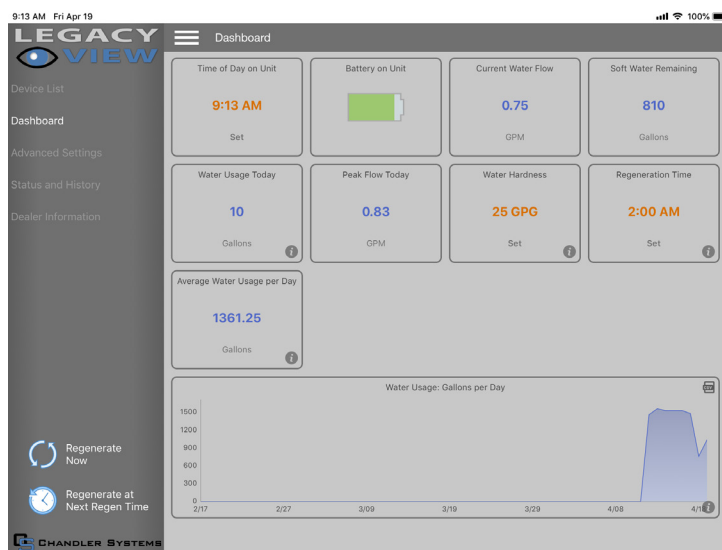 9:13 AM Fri Apr 19
100%
LEGACY
VIEW
Dashboard
Device List
Dashboard
Advanced Settings
Status and History
Dealer Information
Regenerate
Now
Regenerate at
Next Regen Time
CHANDLER SYSTEMS
Time of Day on Unit
9:13 AM
Set
Battery on Unit
Current Water Flow
0.75
GPM
Soft Water Remaining
810
Gallons
Water Usage Today
10
Gallons
Peak Flow Today
0.83
GPM
Water Hardness
25 GPG
Set
Regeneration Time
2:00 AM
Set
Average Water Usage per Day
1361.25
Gallons
Water Usage: Gallons per Day
1500
1200
900
600
300
0
2/17 2/27 3/09 3/19 3/29 4/08